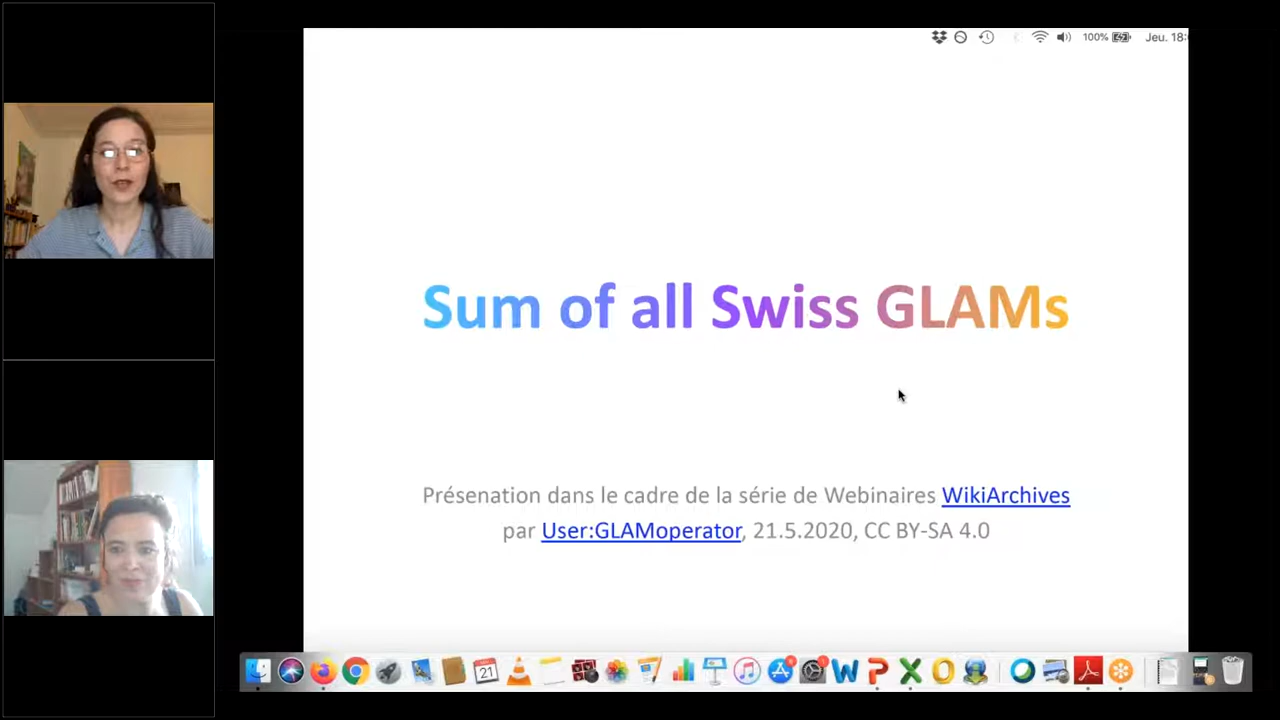 100% Jeu. 18:
Sum of all Swiss GLAMs
Présenation dans le cadre de la série de Webinaires WikiArchives
par User:GLAMoperator, 21.5.2020, CC BY-SA 4.0
21